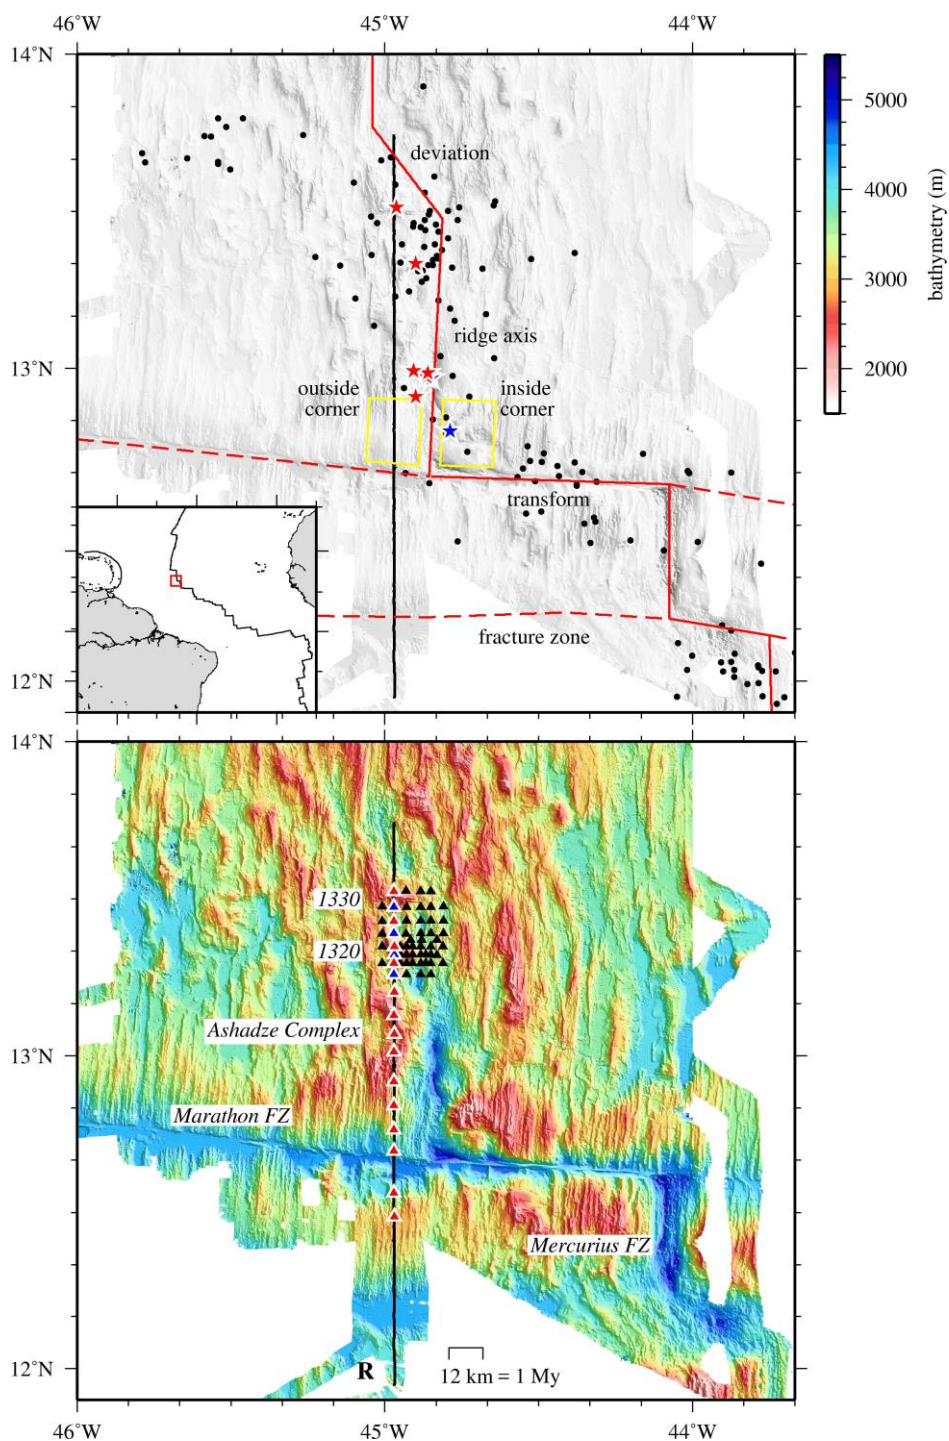 46°W 45°W 44°W
14°N
5000
deviation
4000
bathymetry (m)
3000
ridge axis
2000
13°N
outside
corner
inside
corner
transform
fracture zone
12°N
14°N
1330
1320
Ashadze Complex
13°N
Marathon FZ
Mercurius FZ
12°N
R
12 km = 1 My
46°W 45°W 44°W